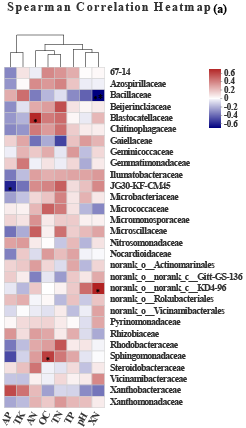 Spearman Correlation Heatmap (a)
0.6
0.4
0.2
0
-0.2
-0.4
-0.6
67-14
Azospirillaceae
Bacillaceae
Beijerinckiaceae
Blastocatellaceae
Chitinophagaceae
Gaiellaceae
Geminicoccaceae
Gemmatimonadaceae
Ilumatobacteraceae
JG30-KF-CM45
Microbacteriaceae
Micrococcaceae
Micromonosporaceae
Microscillaceae
Nitrosomonadaceae
Nocardioidaceae
norank_o__Actinomarinales
norank_o__norank_c__Gitt-GS-136
norank_o__norank_c__KD4-96
norank_o__Rokubacteriales
norank_o__Vicinamibacterales
Pyrinomonadaceae
Rhizobiaceae
Rhodobacteraceae
Sphingomonadaceae
Steroidobacteraceae
Vicinamibacteraceae
Xanthobacteraceae
Xanthomonadaceae
AP
TK
AN
OC
TN
TP
pH
XN